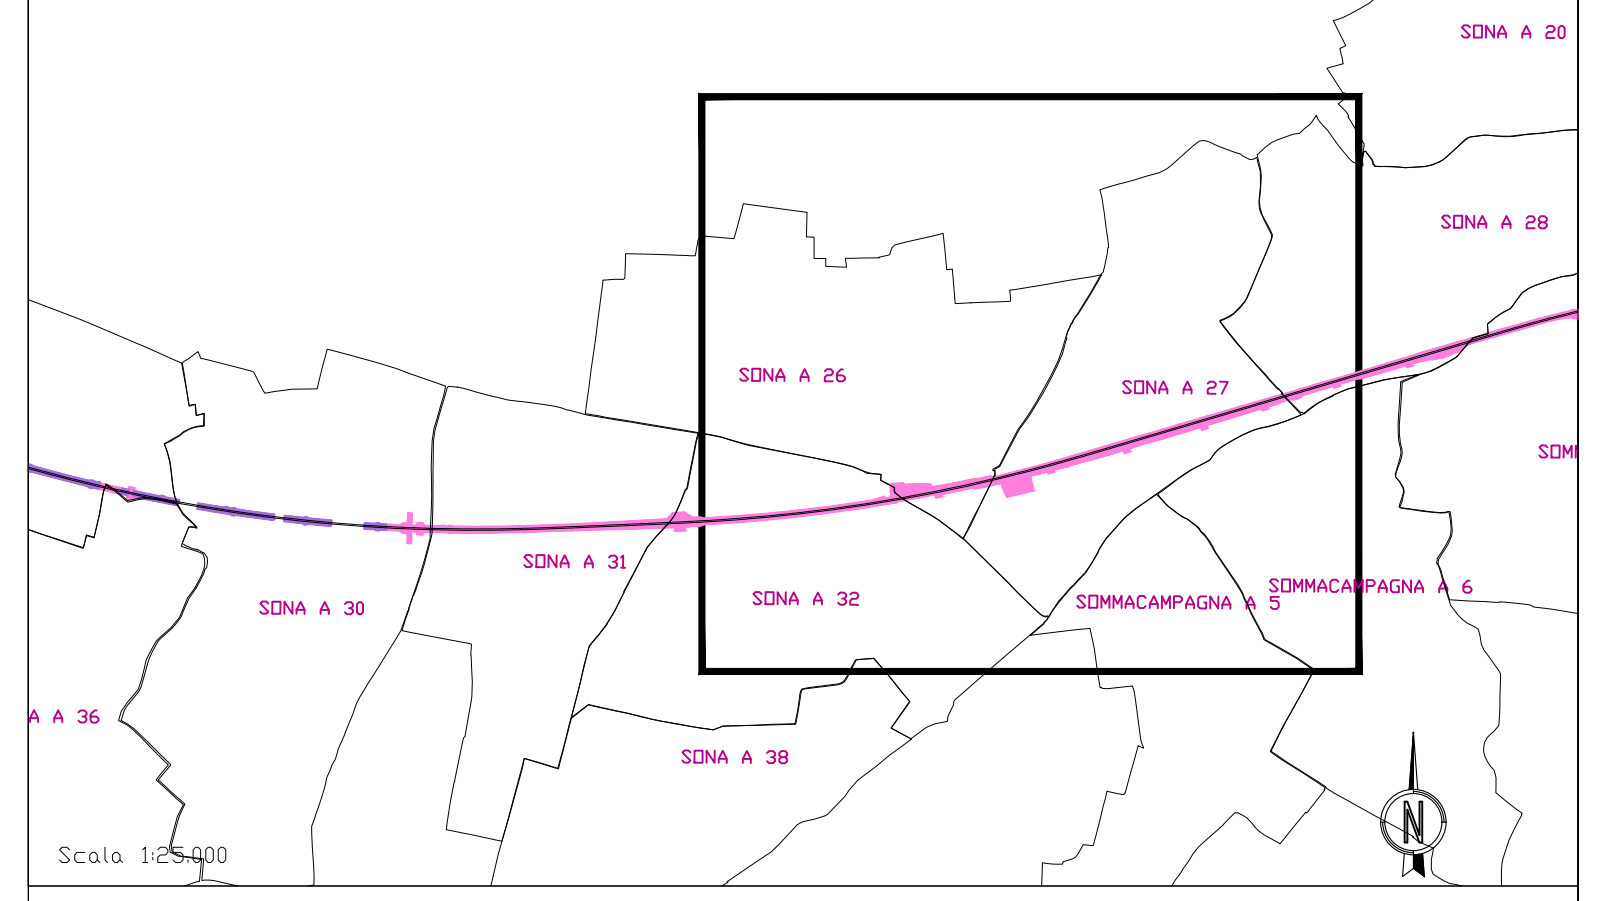 SONA A 20
SONA A 28
SONA A 26
SONA A 27
SOMM
SONA A 31
SONA A 32
SOMMACAMPAGNA A 5
SOMMACAMPAGNA A 6
SONA A 30
A A 36
SONA A 38
N
Scala 1:25.000